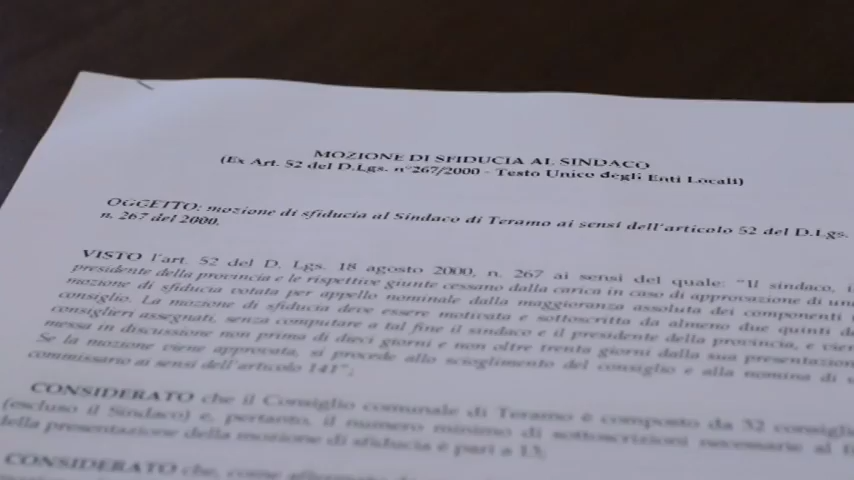 MOZIONE DI SFIDUCIA AL SINDACO
(Ex Art. 52 del D.Lgs. n°267/2000 - Testo Unico degli Enti Locali)
OGGETTO: mozione di sfiducia al Sindaco di Teramo ai sensi dell'articolo 52 del D.Lgs.
n. 267 del 2000.
VISTO l'art. 52 del D. Lgs. 18 agosto 2000, n. 267 ai sensi del quale: "Il sindaco, i
presidente della provincia e le rispettive giunte cessano dalla carica in caso di approvazione di una
mozione di sfiducia votata per appello nominale dalla maggioranza assoluta dei componenti
consiglio. La mozione di sfiducia deve essere motivata e sottoscritta da almeno due quinti de
consiglieri assegnati, senza computare a tal fine il sindaco e il presidente della provincia, e vien
messa in discussione non prima di dieci giorni e non oltre trenta giorni dalla sua presentazion
Se la mozione viene approvata, si procede allo scioglimento del consiglio e alla nomina di
commissario ai sensi dell'articolo 141";
CONSIDERATO che il Consiglio comunale di Teramo è composto da 32 consigli
(escluso il Sindaco) e, pertanto, il numero minimo di sottoscrizioni necessarie al fi
della presentazione della mozione di sfiducia è pari a 13;
CONSIDERATO che, come